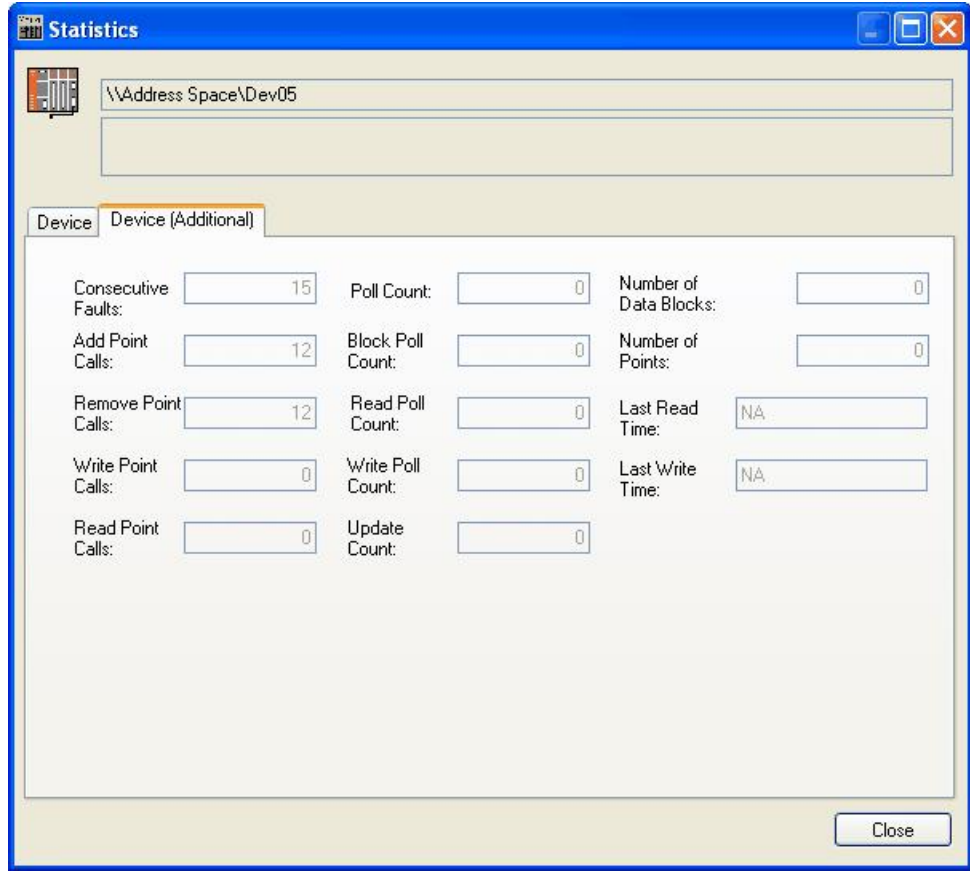 Statistics
\\Address Space\Dev05
Device
Device (Additional)
Consecutive
Faults:
15
Poll Count:
0
Number of
Data Blocks:
0
Add Point
Calls:
12
Block Poll
Count:
0
Number of
Points:
0
Remove Point
Calls:
12
Read Poll
Count:
0
Last Read
Time:
NA
Write Point
Calls:
0
Write Poll
Count:
0
Last Write
Time:
NA
Read Point
Calls:
0
Update
Count:
0
Close